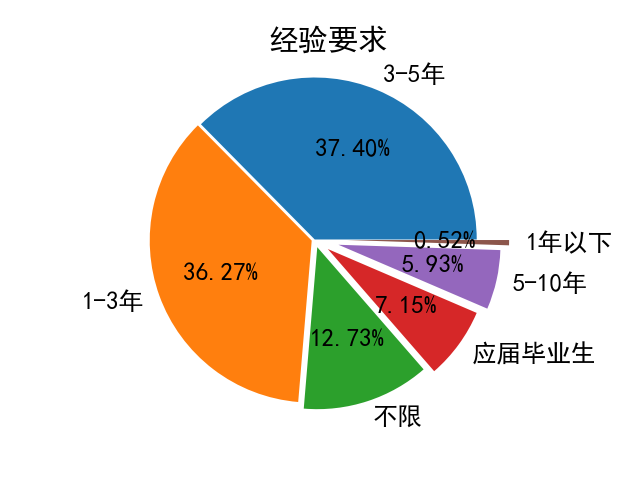 经验要求
3-5年
37.40%
0.52%
1年以下
5.93%
36.27%
5-10年
1-3年
7.15%
12.73%
应届毕业生
不限